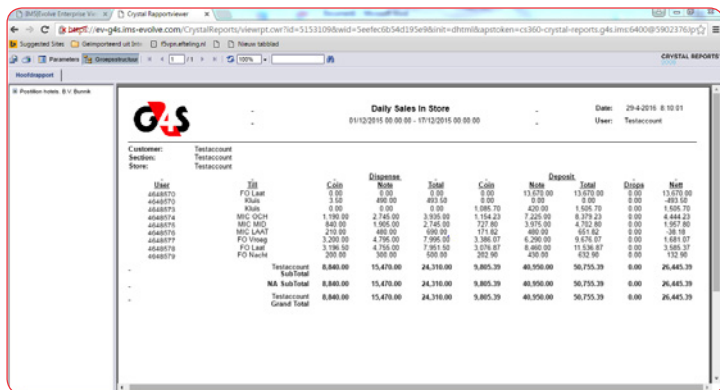 IMSEvolve Enterprise Vie
Crystal Rapportviewer
https://ev-g4s.ims-evolve.com/CrystalReports/viewrpt.cwr?id=5153109&wid=5eefec6b54d195e9&init=dhtml&apstoken=cs360-crystal-reports.g4s.ims:6400@5902376Jp
Suggested Sites Geïmporteerd uit Int Nieuw tabblad
Parameters Groepsstructuur 1 /1 100%
CRYSTAL REPORTS
Hoofdrapport
Postillion hotels. B.V. Bunnik
G4S
Daily Sales In Store
Date: 29-4-2016 8:10:01
01/12/2015 00:00:00 - 17/12/2015 00:00:00
User: Testaccount
Customer: Testaccount
Section: Testaccount
Store: Testaccount
Dispense Deposit
User Till Coin Note Total Coin Note Total Drops Nett
4648570 FO Laat 0.00 0.00 0.00 0.00 13,670.00 13,670.00 0.00 13,670.00
4648570 Kluis 3.50 490.00 493.50 0.00 0.00 0.00 0.00 -493.50
4648573 Kluis 0.00 0.00 0.00 1,085.70 420.00 1,505.70 0.00 1,505.70
4648574 MIC OCH 1,190.00 2,745.00 3,935.00 1,154.23 7,225.00 8,379.23 0.00 4,444.23
4648575 MIC MID 840.00 1,905.00 2,745.00 727.80 3,975.00 4,702.80 0.00 1,957.80
4648576 MIC LAAT 210.00 480.00 690.00 171.82 480.00 651.82 0.00 -38.18
4648577 FO Vroeg 3,200.00 4,795.00 7,995.00 3,386.07 6,290.00 9,676.07 0.00 1,681.07
4648578 FO Laat 3,196.50 4,755.00 7,951.50 3,076.87 8,460.00 11,536.87 0.00 3,585.37
4648579 FO Nacht 200.00 300.00 500.00 202.90 430.00 632.90 0.00 132.90
Testaccount SubTotal 8,840.00 15,470.00 24,310.00 9,805.39 40,950.00 50,755.39 0.00 26,445.39
NA SubTotal 8,840.00 15,470.00 24,310.00 9,805.39 40,950.00 50,755.39 0.00 26,445.39
Testaccount Grand Total 8,840.00 15,470.00 24,310.00 9,805.39 40,950.00 50,755.39 0.00 26,445.39